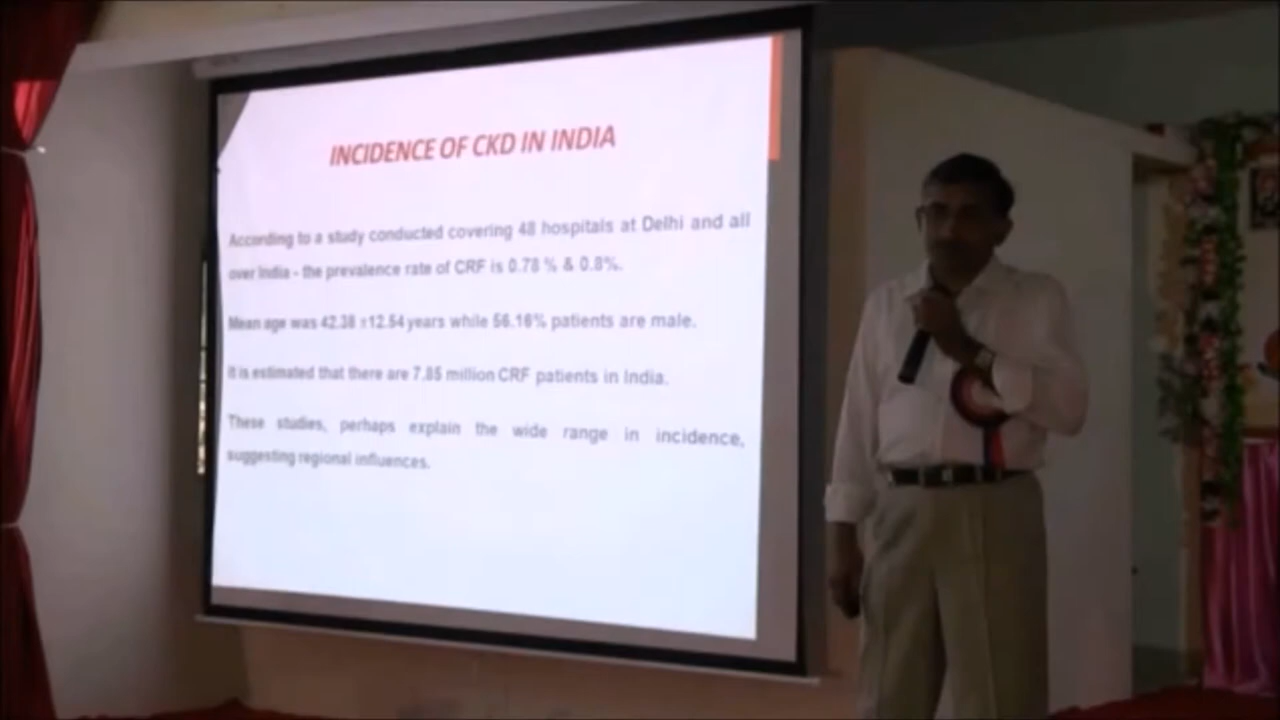 INCIDENCE OF CKD IN INDIA
According to a study conducted covering 48 hospitals at Delhi and all
over India - the prevalence rate of CRF is 0.78 % & 0.8%.
Mean age was 42.38 ±12.54 years while 56.16% patients are male.
It is estimated that there are 7.85 million CRF patients in India.
These studies, perhaps explain the wide range in incidence,
suggesting regional influences.